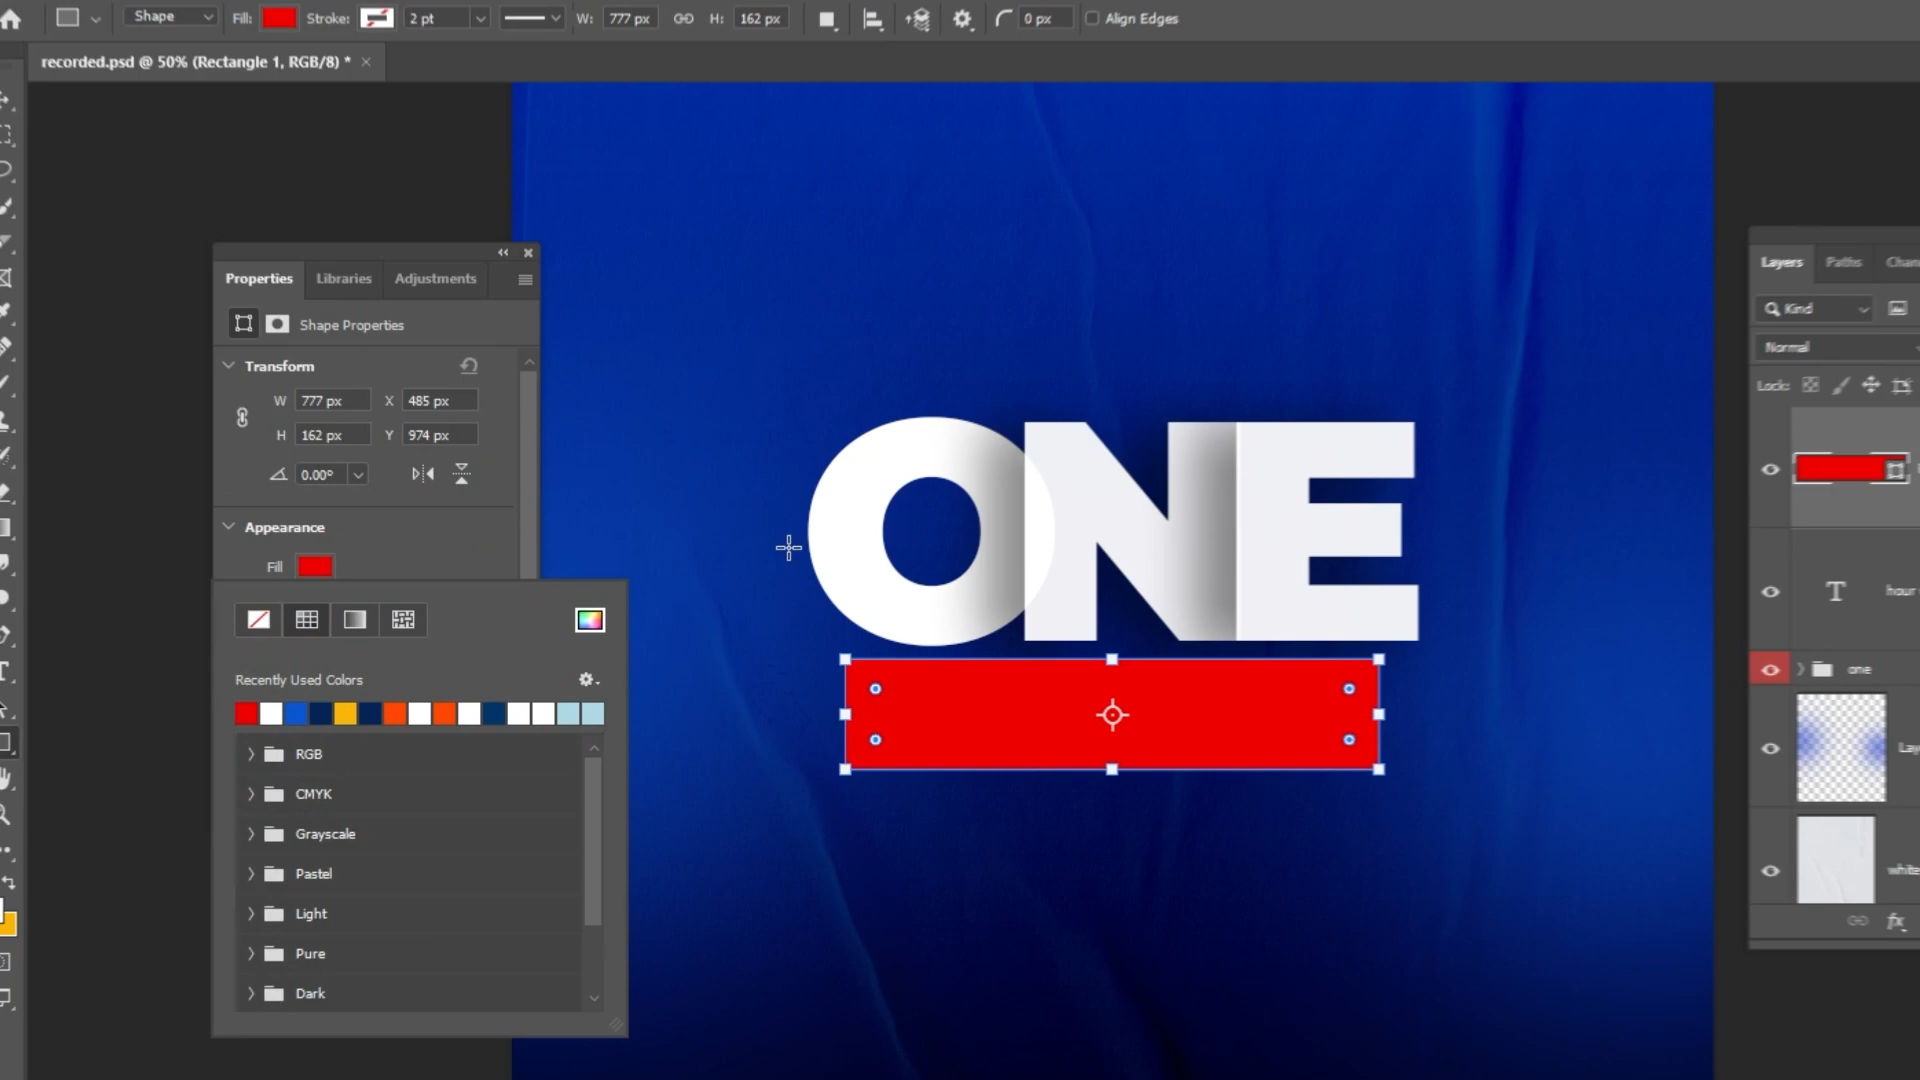 Shape Fill: Stroke: 2 pt W: 777 px H: 162 px 0 px Align Edges
recorded.psd @ 50% (Rectangle 1, RGB/8) * ×
Properties Libraries Adjustments
Shape Properties
Transform
W 777 px X 485 px
H 162 px Y 974 px
0.00°
Appearance
Fill
Recently Used Colors
RGB
CMYK
Grayscale
Pastel
Light
Pure
Dark
ONE
Layers Paths Chan
Kind
Normal
Lock:
T hour
one
Lay
white
fx